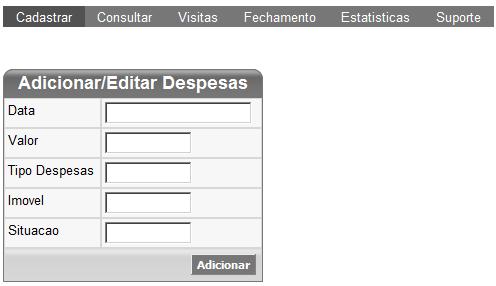 Cadastrar Consultar Visitas Fechamento Estatisticas Suporte
Adicionar/Editar Despesas
Data
Valor
Tipo Despesas
Imovel
Situacao
Adicionar